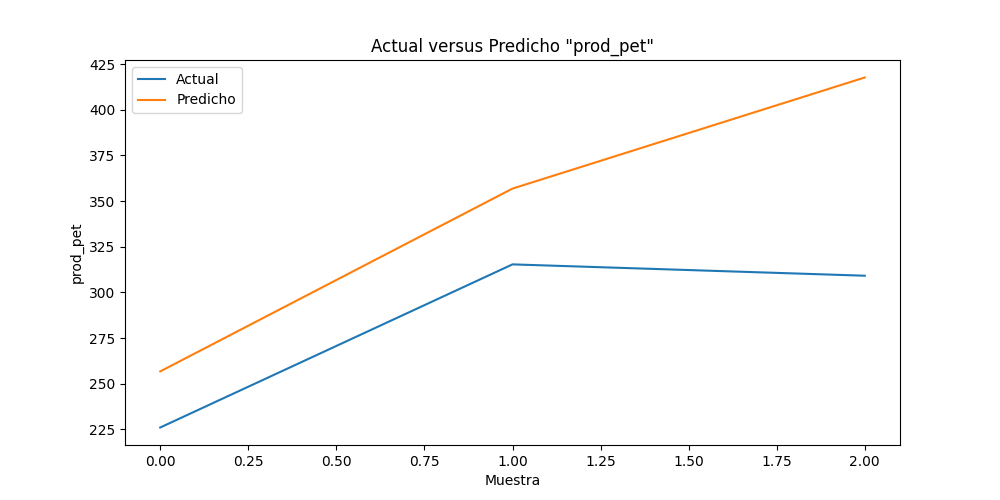 Actual versus Predicho "prod_pet"
Actual
Predicho
prod_pet
425
400
375
350
325
300
275
250
225
0.00 0.25 0.50 0.75 1.00 1.25 1.50 1.75 2.00
Muestra